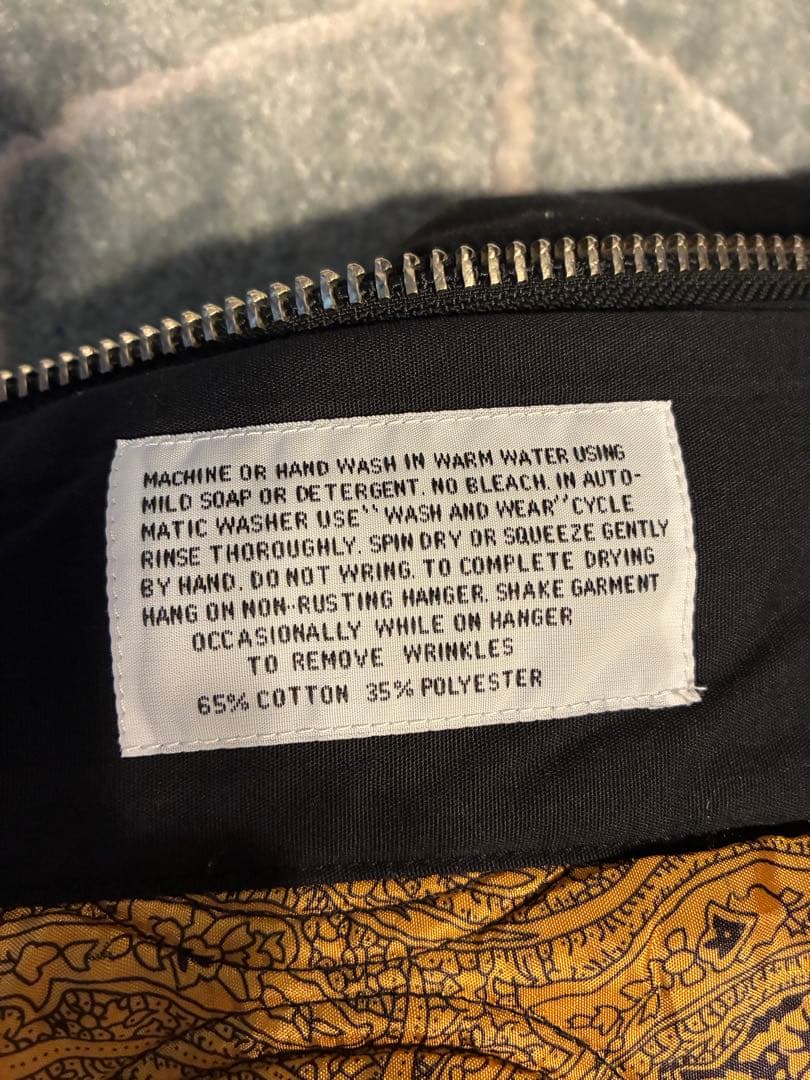 MACHINE OR HAND WASH IN WARM WATER USING
MILD SOAP OR DETERGENT. NO BLEACH. IN AUTO-
MATIC WASHER USE'' WASH AND WEAR'' CYCLE
RINSE THOROUGHLY. SPIN DRY OR SQUEEZE GENTLY
BY HAND. DO NOT WRING. TO COMPLETE DRYING
HANG ON NON-RUSTING HANGER. SHAKE GARMENT
OCCASIONALLY WHILE ON HANGER
TO REMOVE WRINKLES
65% COTTON 35% POLYESTER